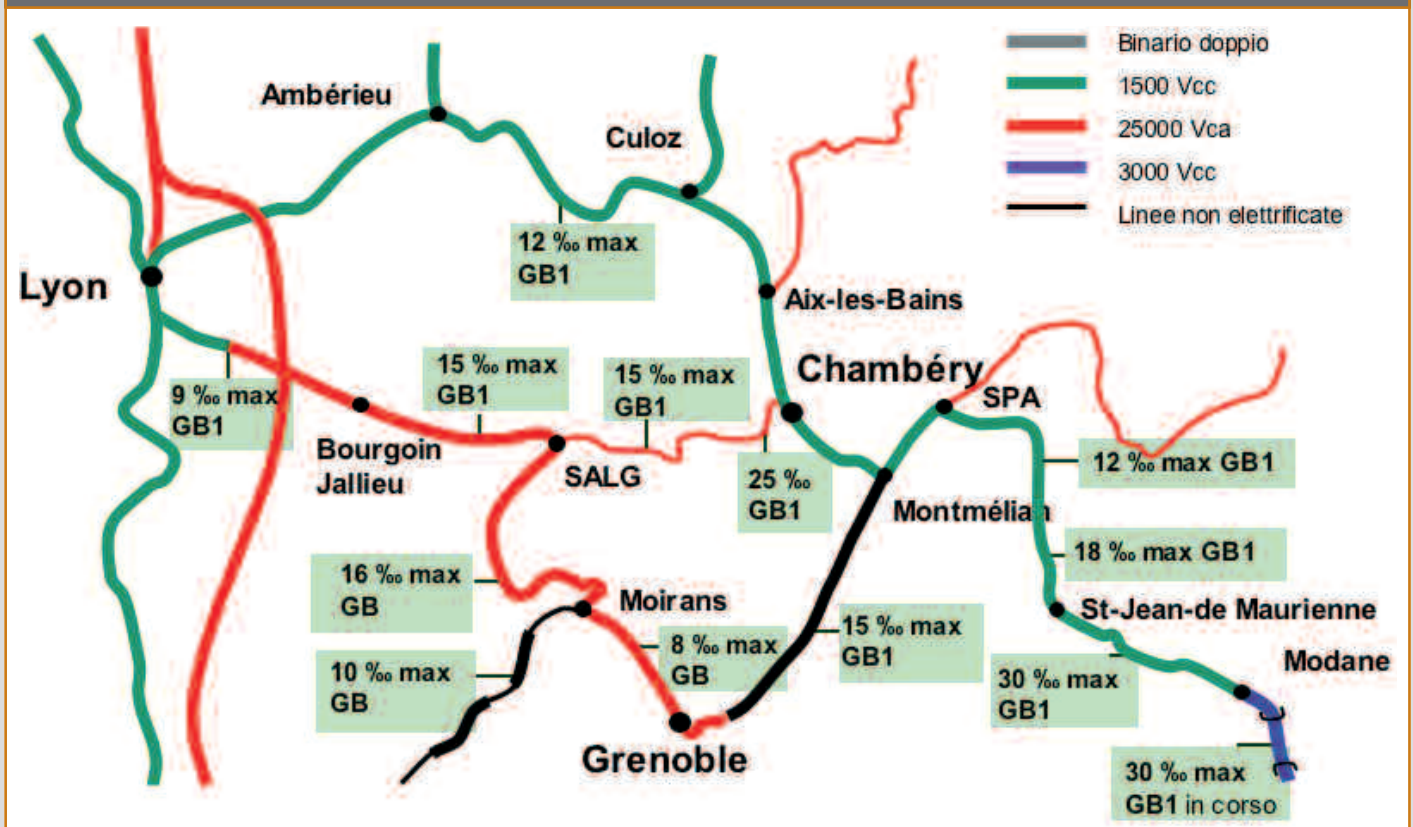 Binario doppio
1500 Vcc
25000 Vca
3000 Vcc
Linee non elettrificate
Ambérieu
Culoz
12 ‰ max
GB1
Lyon
Aix-les-Bains
Chambéry
SPA
15 ‰ max
GB1
15 ‰ max
GB1
9 ‰ max
GB1
Bourgoin
Jallieu
SALG
25 ‰
GB1
12 ‰ max GB1
Montmélian
18 ‰ max GB1
16 ‰ max
GB
Moirans
St-Jean-de Maurienne
15 ‰ max
GB1
8 ‰ max
GB
10 ‰ max
GB
Modane
30 ‰ max
GB1
Grenoble
30 ‰ max
GB1 in corso